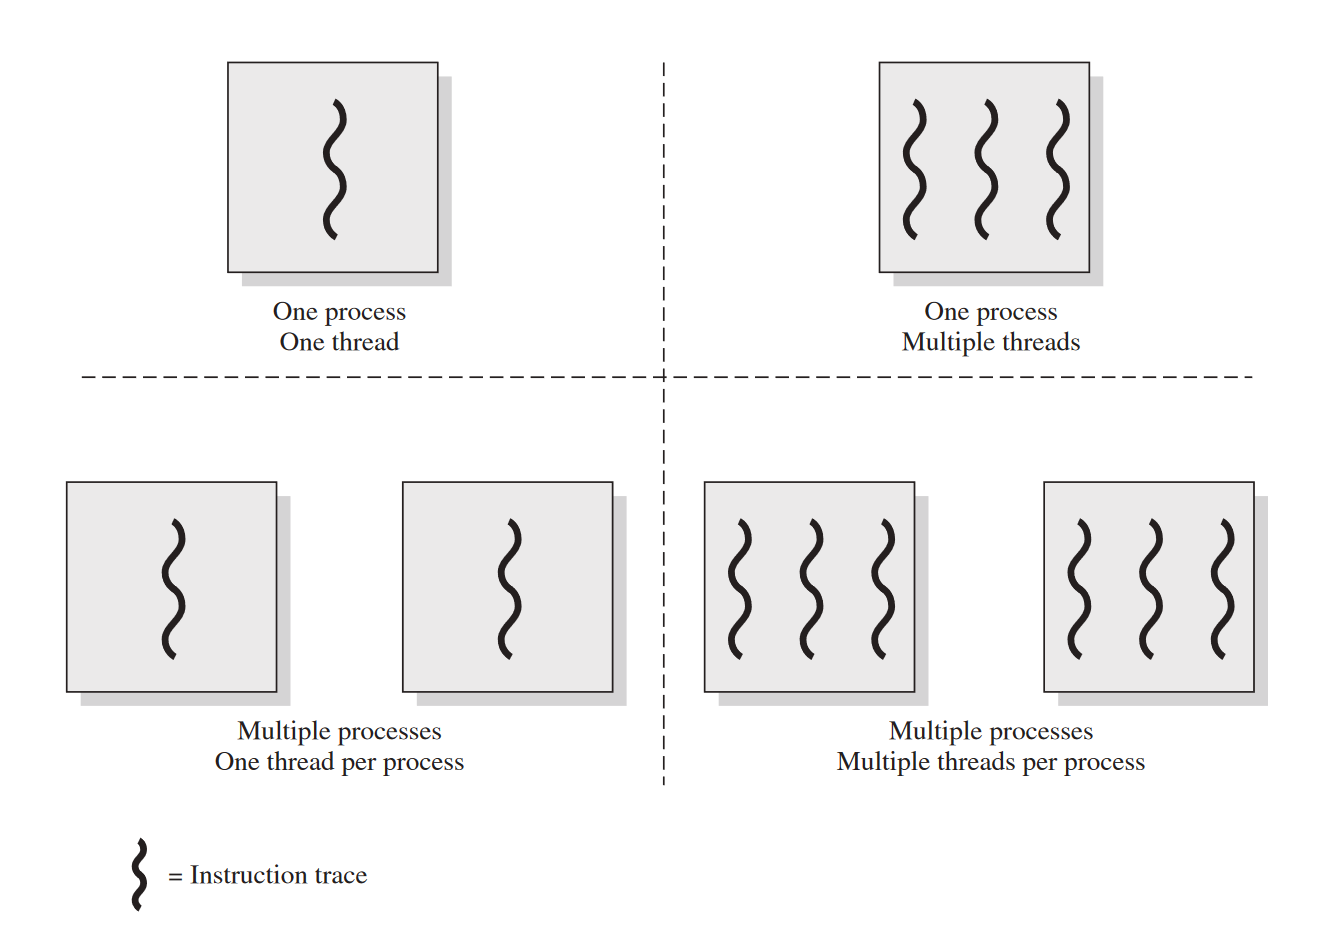 One process
One thread
One process
Multiple threads
Multiple processes
One thread per process
Multiple processes
Multiple threads per process
= Instruction trace